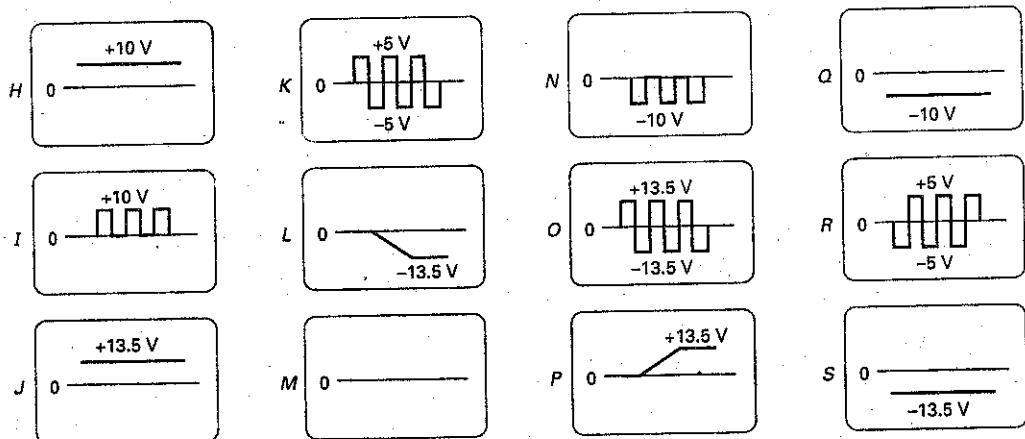 H 0 +10 V
K 0 +5 V
–5 V
N 0
–10 V
Q 0
–10 V
I 0 +10 V
L 0
–13.5 V
O 0 +13.5 V
–13.5 V
R 0 +5 V
–5 V
J 0 +13.5 V
M 0
P 0 +13.5 V
S 0
–13.5 V